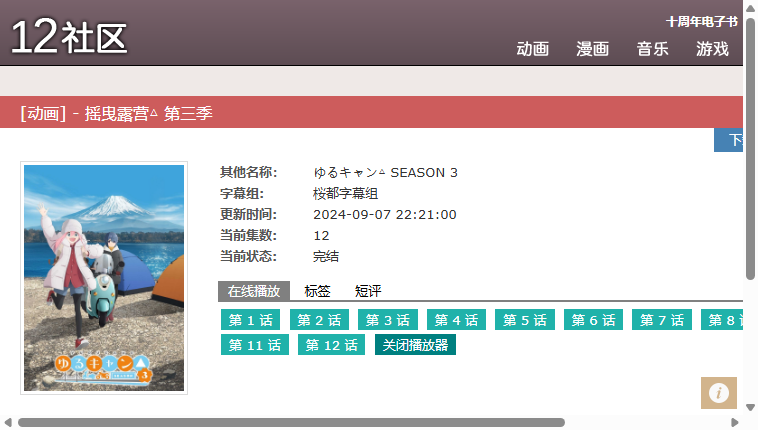 12社区
十周年电子书
动画 漫画 音乐 游戏
[动画] - 摇曳露营△ 第三季
其他名称: ゆるキャン△ SEASON 3
字幕组: 桜都字幕组
更新时间: 2024-09-07 22:21:00
当前集数: 12
当前状态: 完结
在线播放 标签 短评
第 1 话 第 2 话 第 3 话 第 4 话 第 5 话 第 6 话 第 7 话 第 8
第 11 话 第 12 话 关闭播放器
ゆるキャン△
3
i